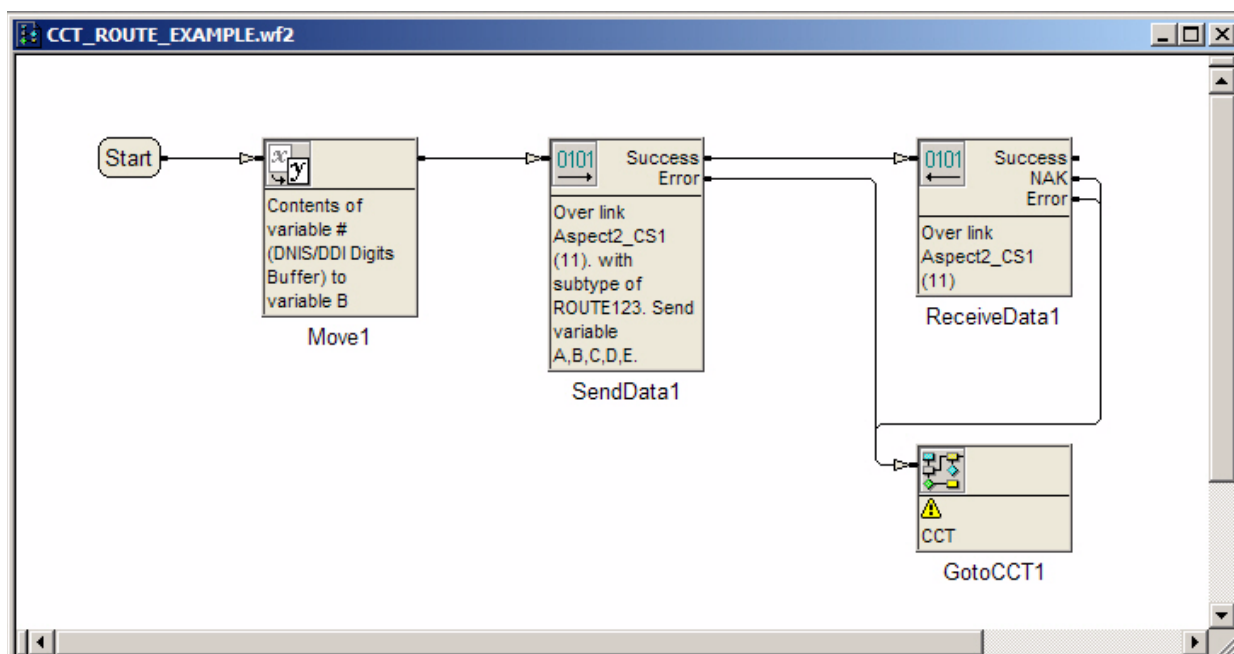 CCT_ROUTE_EXAMPLE.wf2
Start
x
y
Contents of
variable #
(DNIS/DDI Digits
Buffer) to
variable B
Move1
0101
Success
Error
Over link
Aspect2_CS1
(11). with
subtype of
ROUTE123. Send
variable
A,B,C,D,E.
SendData1
0101
Success
NAK
Error
Over link
Aspect2_CS1
(11)
ReceiveData1
CCT
GotoCCT1